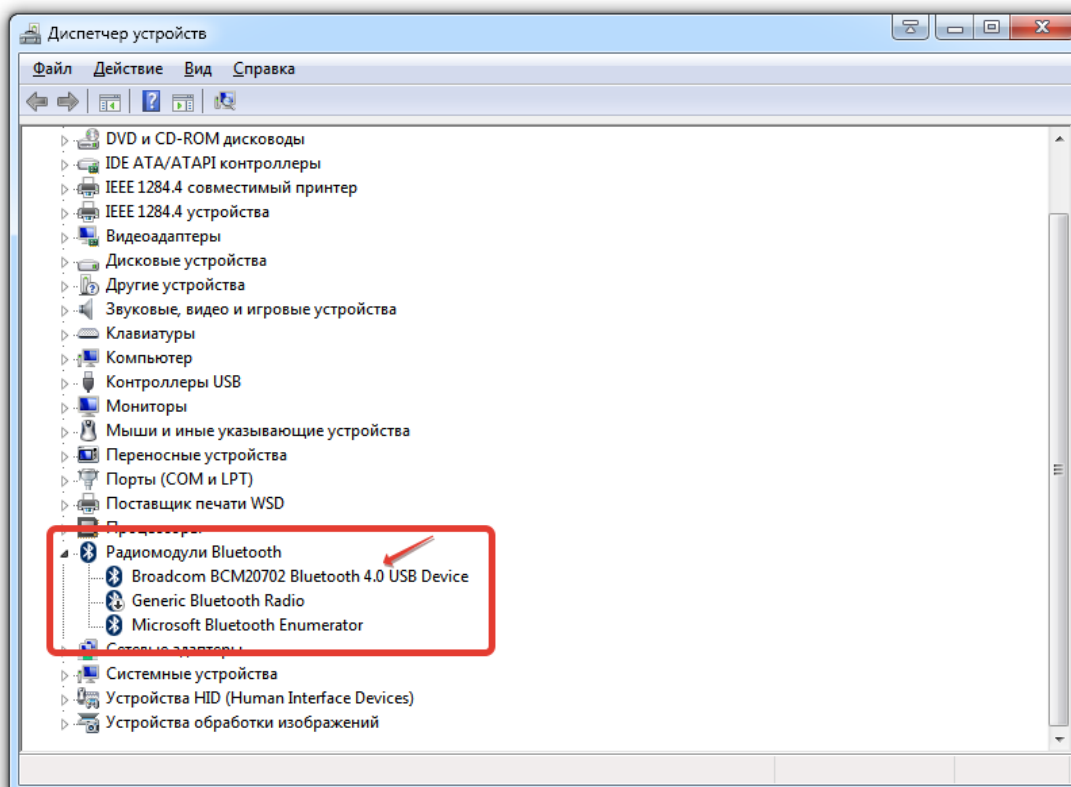 Диспетчер устройств
Файл Действие Вид Справка
DVD и CD-ROM дисководы
IDE ATA/ATAPI контроллеры
IEEE 1284.4 совместимый принтер
IEEE 1284.4 устройства
Видеоадаптеры
Дисковые устройства
Другие устройства
Звуковые, видео и игровые устройства
Клавиатуры
Компьютер
Контроллеры USB
Мониторы
Мыши и иные указывающие устройства
Переносные устройства
Порты (COM и LPT)
Поставщик печати WSD
Процессоры
Радиомодули Bluetooth
Broadcom BCM20702 Bluetooth 4.0 USB Device
Generic Bluetooth Radio
Microsoft Bluetooth Enumerator
Сетевые адаптеры
Системные устройства
Устройства HID (Human Interface Devices)
Устройства обработки изображений